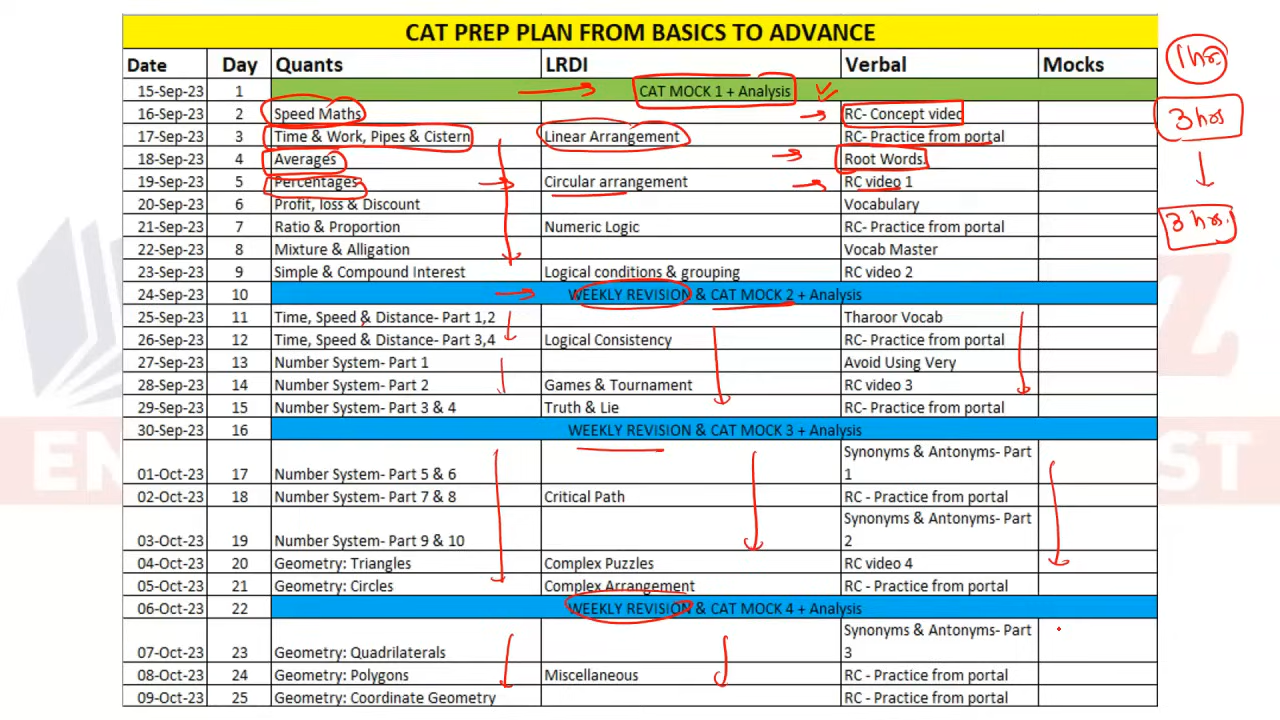 CAT PREP PLAN FROM BASICS TO ADVANCE
Date Day Quants LRDI Verbal Mocks
15-Sep-23 1 CAT MOCK 1 + Analysis
16-Sep-23 2 Speed Maths RC- Concept video
17-Sep-23 3 Time & Work, Pipes & Cistern Linear Arrangement RC- Practice from portal
18-Sep-23 4 Averages Root Words
19-Sep-23 5 Percentages Circular arrangement RC video 1
20-Sep-23 6 Profit, loss & Discount Vocabulary
21-Sep-23 7 Ratio & Proportion Numeric Logic RC- Practice from portal
22-Sep-23 8 Mixture & Alligation Vocab Master
23-Sep-23 9 Simple & Compound Interest Logical conditions & grouping RC video 2
24-Sep-23 10 WEEKLY REVISION & CAT MOCK 2 + Analysis
25-Sep-23 11 Time, Speed & Distance- Part 1,2 Tharoor Vocab
26-Sep-23 12 Time, Speed & Distance- Part 3,4 Logical Consistency RC- Practice from portal
27-Sep-23 13 Number System- Part 1 Avoid Using Very
28-Sep-23 14 Number System- Part 2 Games & Tournament RC video 3
29-Sep-23 15 Number System- Part 3 & 4 Truth & Lie RC- Practice from portal
30-Sep-23 16 WEEKLY REVISION & CAT MOCK 3 + Analysis
Synonyms & Antonyms- Part
01-Oct-23 17 Number System- Part 5 & 6 1
02-Oct-23 18 Number System- Part 7 & 8 Critical Path RC - Practice from portal
Synonyms & Antonyms- Part
03-Oct-23 19 Number System- Part 9 & 10 2
04-Oct-23 20 Geometry: Triangles Complex Puzzles RC video 4
05-Oct-23 21 Geometry: Circles Complex Arrangement RC - Practice from portal
06-Oct-23 22 WEEKLY REVISION & CAT MOCK 4 + Analysis
Synonyms & Antonyms- Part
07-Oct-23 23 Geometry: Quadrilaterals 3
08-Oct-23 24 Geometry: Polygons Miscellaneous RC - Practice from portal
09-Oct-23 25 Geometry: Coordinate Geometry RC - Practice from portal
1 hr.
3 hrs
3 hrs.